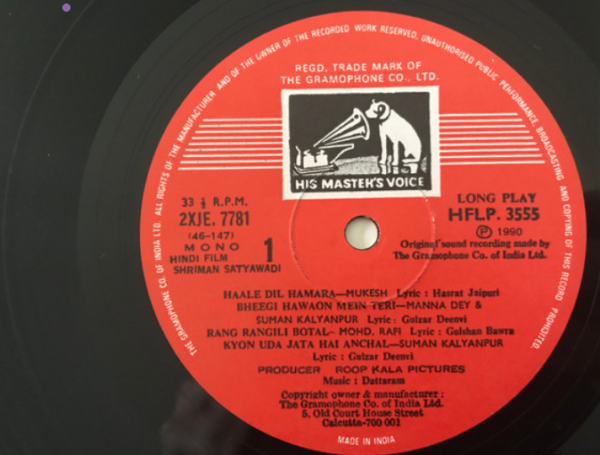 THE GRAMOPHONE CO. OF INDIA LTD. ALL RIGHTS OF THE MANUFACTURER AND OF THE OWNER OF THE RECORDED WORK RESERVED. UNAUTHORISED PUBLIC PERFORMANCE, BROADCASTING AND COPYING OF THIS RECORD PROHIBITED.
REGD. TRADE MARK OF
THE GRAMOPHONE CO., LTD.
HIS MASTER'S VOICE
33 ⅓ R.P.M.
2XJE. 7781
(46-147)
MONO
HINDI FILM
SHRIMAN SATYAWADI
1
LONG PLAY
HFLP. 3555
Ⓟ 1990
Original sound recording made by
The Gramophone Co. of India Ltd.
HAALE DIL HAMARA—MUKESH Lyric : Hasrat Jaipuri
BHEEGI HAWAON MEIN TERI—MANNA DEY &
SUMAN KALYANPUR Lyric : Gulzar Deenvi
RANG RANGILI BOTAL—MOHD. RAFI Lyric : Gulshan Bawra
KYON UDA JATA HAI ANCHAL—SUMAN KALYANPUR
Lyric : Gulzar Deenvi
PRODUCER ROOP KALA PICTURES
Music : Dattaram
Copyright owner & manufacturer :
The Gramophone Co. of India Ltd.
5, Old Court House Street
Calcutta-700 001
MADE IN INDIA